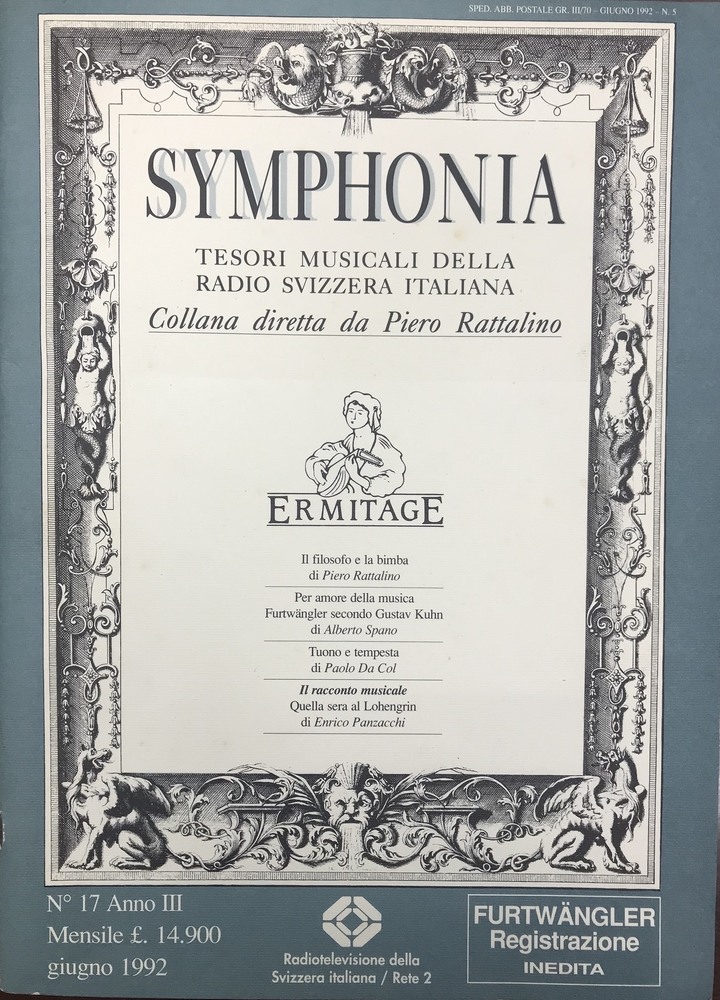 SPED. ABB. POSTALE GR. III/70 – GIUGNO 1992 – N. 5
SYMPHONIA
TESORI MUSICALI DELLA
RADIO SVIZZERA ITALIANA
Collana diretta da Piero Rattalino
ERMITAGE
Il filosofo e la bimba
di Piero Rattalino
Per amore della musica
Furtwängler secondo Gustav Kuhn
di Alberto Spano
Tuono e tempesta
di Paolo Da Col
Il racconto musicale
Quella sera al Lohengrin
di Enrico Panzacchi
N° 17 Anno III
Mensile £. 14.900
giugno 1992
Radiotelevisione della
Svizzera italiana / Rete 2
FURTWÄNGLER
Registrazione
INEDITA